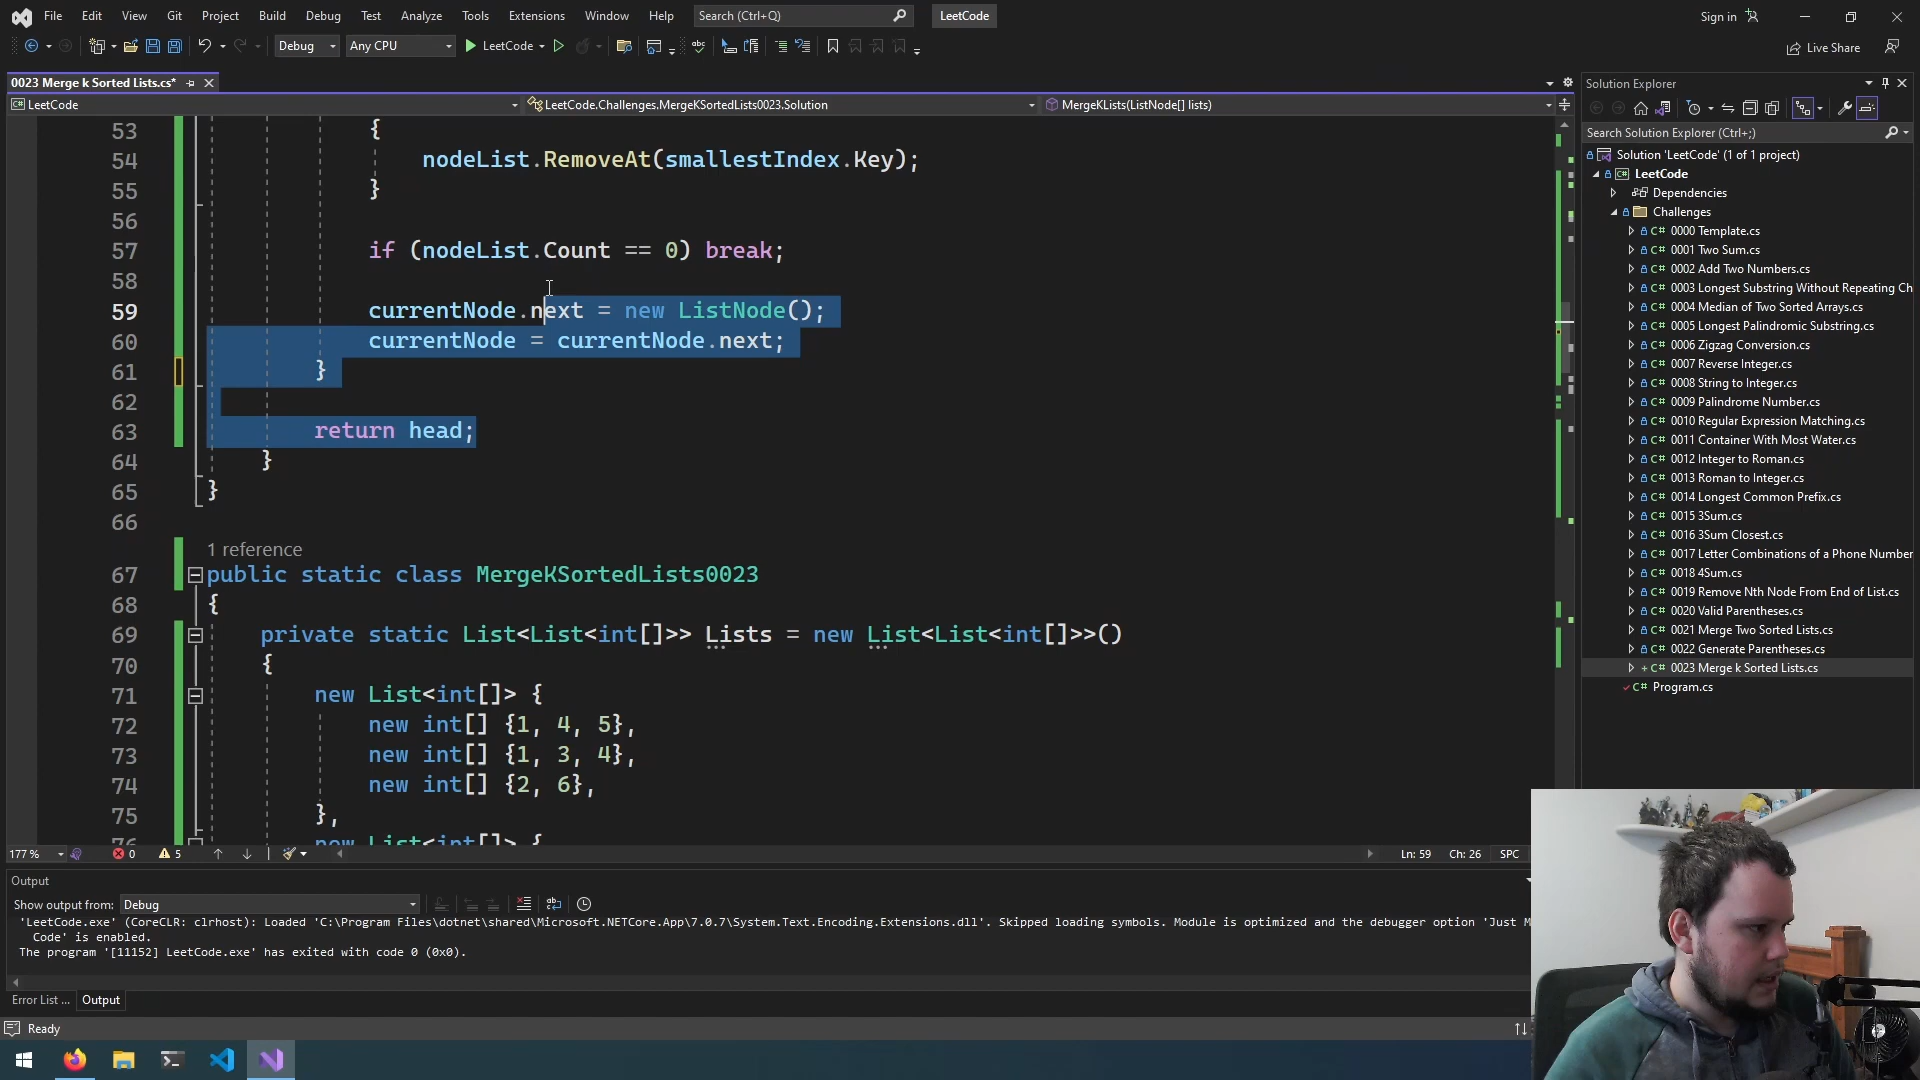 File Edit View Git Project Build Debug Test Analyze Tools Extensions Window Help Search (Ctrl+Q) LeetCode Sign in
Debug Any CPU LeetCode Live Share
0023 Merge k Sorted Lists.cs*
LeetCode LeetCode.Challenges.MergeKSortedLists0023.Solution MergeKLists(ListNode[] lists)
53 {
54 nodeList.RemoveAt(smallestIndex.Key);
55 }
56
57 if (nodeList.Count == 0) break;
58
59 currentNode.next = new ListNode();
60 currentNode = currentNode.next;
61 }
62
63 return head;
64 }
65 }
66
1 reference
67 public static class MergeKSortedLists0023
68 {
69 private static List<List<int[]>> Lists = new List<List<int[]>>()
70 {
71 new List<int[]> {
72 new int[] {1, 4, 5},
73 new int[] {1, 3, 4},
74 new int[] {2, 6},
75 },
76 new List<int[]> {
177 % 0 5 Ln: 59 Ch: 26 SPC
Output
Show output from: Debug
'LeetCode.exe' (CoreCLR: clrhost): Loaded 'C:\Program Files\dotnet\shared\Microsoft.NETCore.App\7.0.7\System.Text.Encoding.Extensions.dll'. Skipped loading symbols. Module is optimized and the debugger option 'Just M
Code' is enabled.
The program '[11152] LeetCode.exe' has exited with code 0 (0x0).
Error List ... Output
Ready
Solution Explorer
Search Solution Explorer (Ctrl+;)
Solution 'LeetCode' (1 of 1 project)
LeetCode
Dependencies
Challenges
C# 0000 Template.cs
C# 0001 Two Sum.cs
C# 0002 Add Two Numbers.cs
C# 0003 Longest Substring Without Repeating Ch
C# 0004 Median of Two Sorted Arrays.cs
C# 0005 Longest Palindromic Substring.cs
C# 0006 Zigzag Conversion.cs
C# 0007 Reverse Integer.cs
C# 0008 String to Integer.cs
C# 0009 Palindrome Number.cs
C# 0010 Regular Expression Matching.cs
C# 0011 Container With Most Water.cs
C# 0012 Integer to Roman.cs
C# 0013 Roman to Integer.cs
C# 0014 Longest Common Prefix.cs
C# 0015 3Sum.cs
C# 0016 3Sum Closest.cs
C# 0017 Letter Combinations of a Phone Number
C# 0018 4Sum.cs
C# 0019 Remove Nth Node From End of List.cs
C# 0020 Valid Parentheses.cs
C# 0021 Merge Two Sorted Lists.cs
C# 0022 Generate Parentheses.cs
C# 0023 Merge k Sorted Lists.cs
C# Program.cs